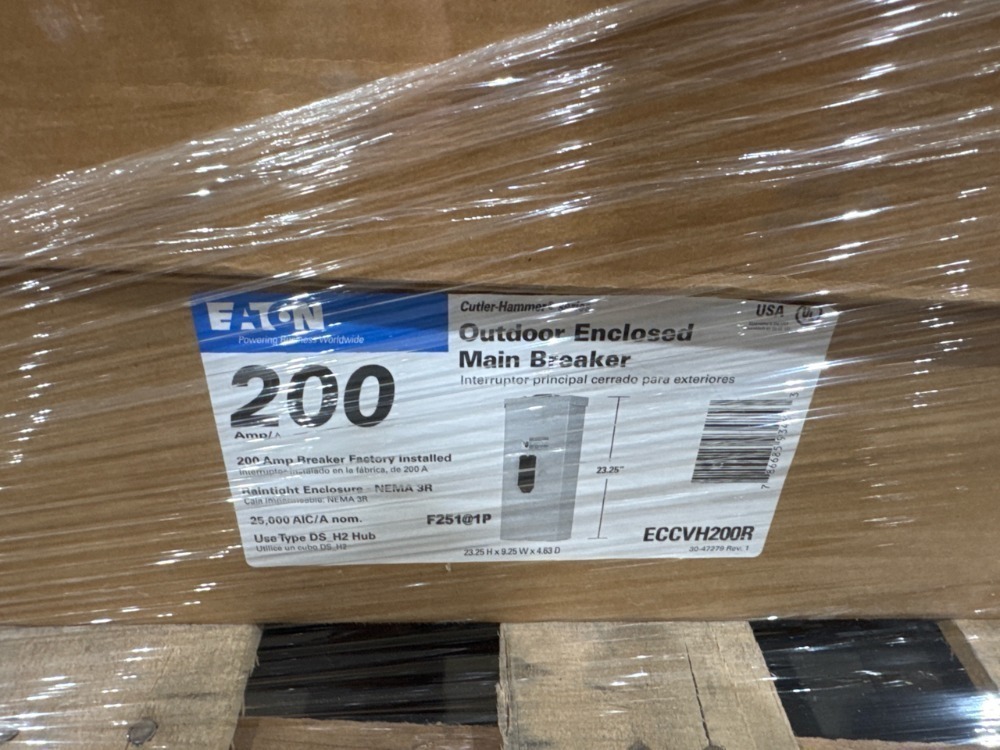 EATON
Powering Business Worldwide
200
Amp/A
200 Amp Breaker Factory installed
Interruptor instalado en la fábrica, de 200 A
Raintight Enclosure - NEMA 3R
NEMA 3R
25,000 AIC/A nom.
Use Type DS_H2 Hub
Utilice un cubo DS_H2
F251@1P
Cutler-Hammer® series
Outdoor Enclosed
Main Breaker
Interruptor principal cerrado para exteriores
23.25"
23.25 H x 9.25 W x 4.63 D
USA
UL
ECCVH200R
30-47279 Rev. 1